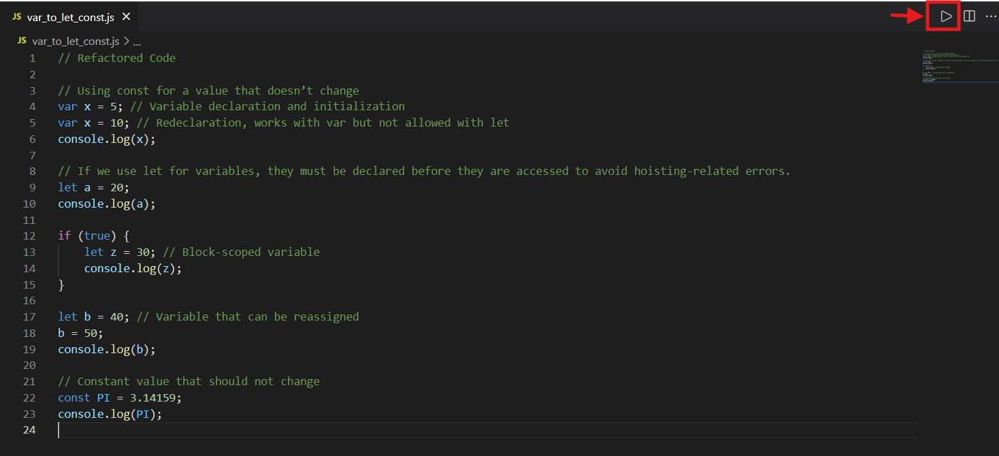 JS var_to_let_const.js ×
JS var_to_let_const.js > ...
1 // Refactored Code
2
3 // Using const for a value that doesn’t change
4 var x = 5; // Variable declaration and initialization
5 var x = 10; // Redeclaration, works with var but not allowed with let
6 console.log(x);
7
8 // If we use let for variables, they must be declared before they are accessed to avoid hoisting-related errors.
9 let a = 20;
10 console.log(a);
11
12 if (true) {
13     let z = 30; // Block-scoped variable
14     console.log(z);
15 }
16
17 let b = 40; // Variable that can be reassigned
18 b = 50;
19 console.log(b);
20
21 // Constant value that should not change
22 const PI = 3.14159;
23 console.log(PI);
24